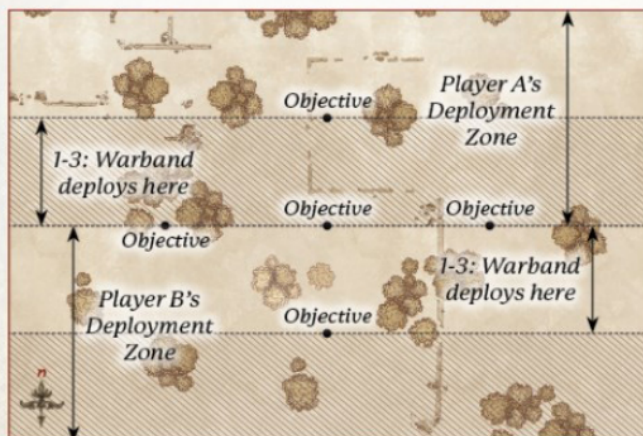 Objective
Player A's
Deployment
Zone
1-3: Warband
deploys here
Objective
Objective
Objective
1-3: Warband
deploys here
Player B's
Deployment
Zone
Objective
n